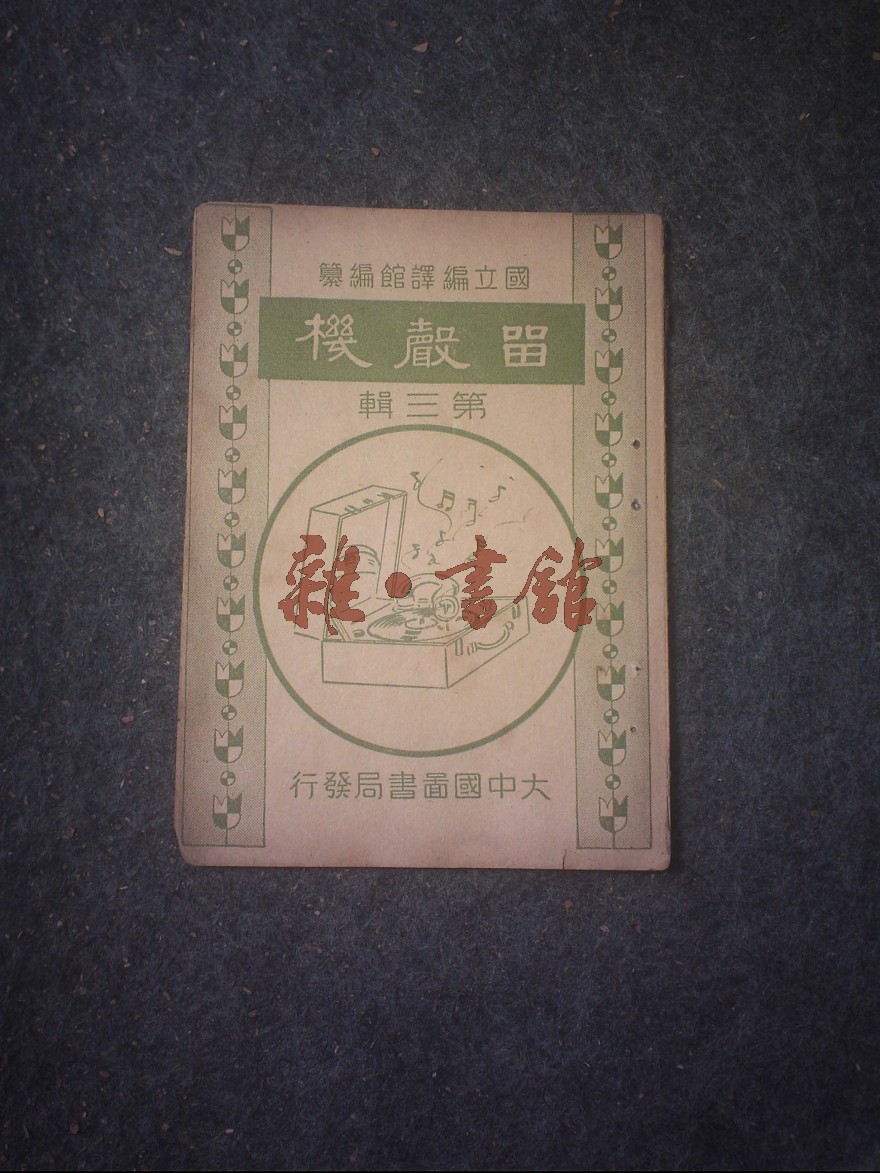 國立編譯館編纂
留聲機
第三輯
雜·書館
大中國圖書局發行